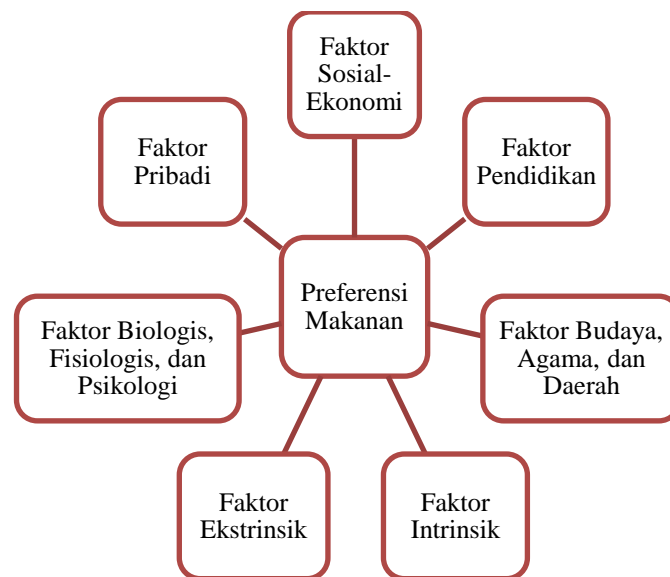 Faktor
Sosial-
Ekonomi
Faktor
Pribadi
Faktor
Pendidikan
Preferensi
Makanan
Faktor Biologis,
Fisiologis, dan
Psikologi
Faktor Budaya,
Agama, dan
Daerah
Faktor
Ekstrinsik
Faktor
Intrinsik